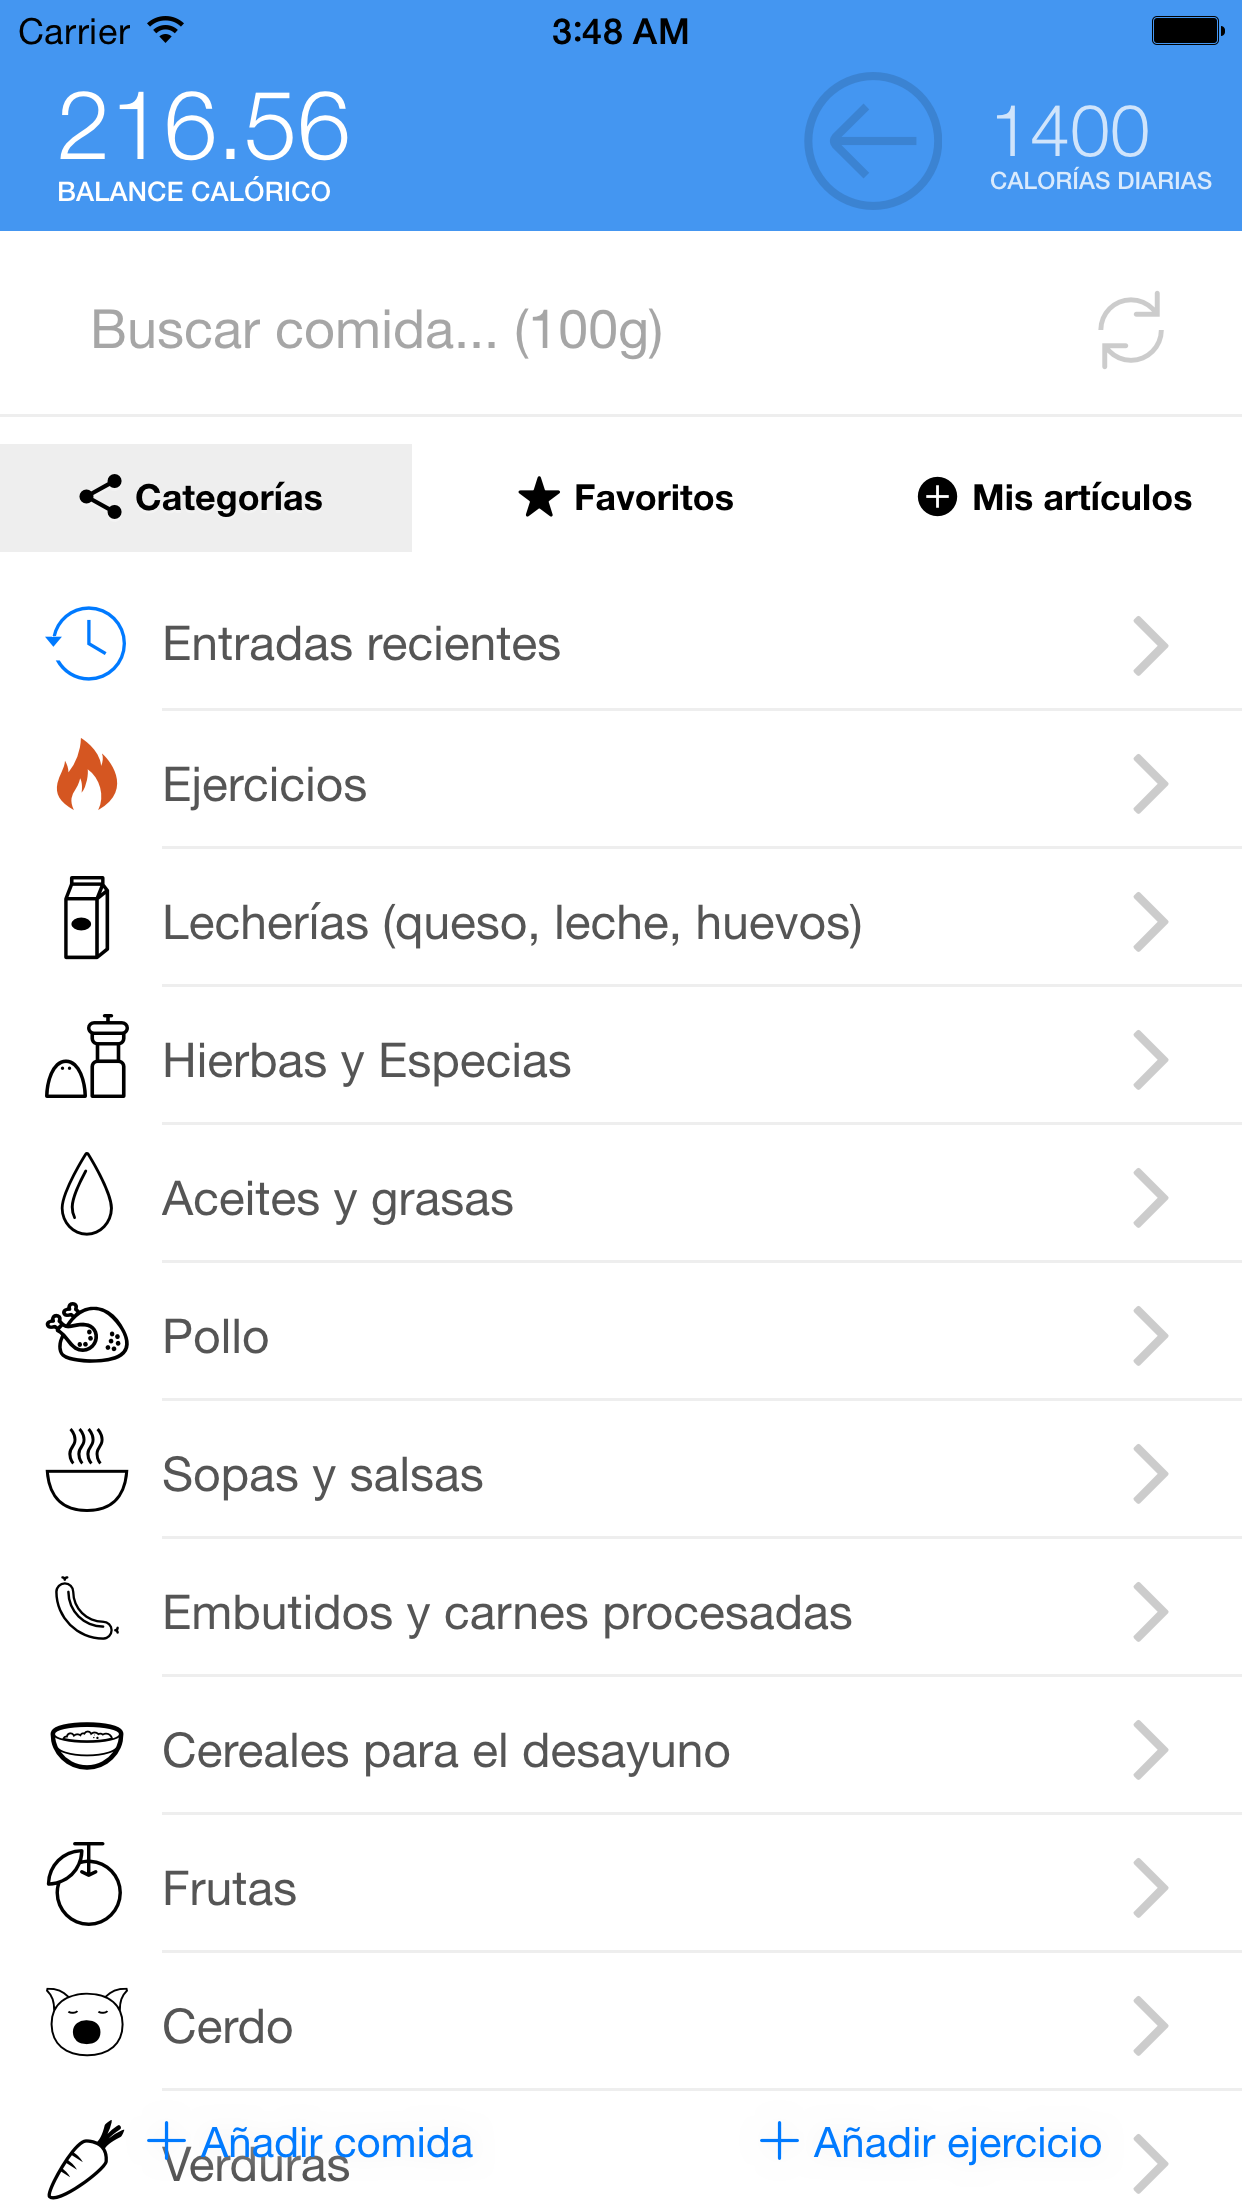 Carrier 3:48 AM
216.56
BALANCE CALÓRICO
1400
CALORÍAS DIARIAS
Buscar comida... (100g)
Categorías Favoritos Mis artículos
Entradas recientes
Ejercicios
Lecherías (queso, leche, huevos)
Hierbas y Especias
Aceites y grasas
Pollo
Sopas y salsas
Embutidos y carnes procesadas
Cereales para el desayuno
Frutas
Cerdo
Añadir comida Añadir ejercicio
Verduras